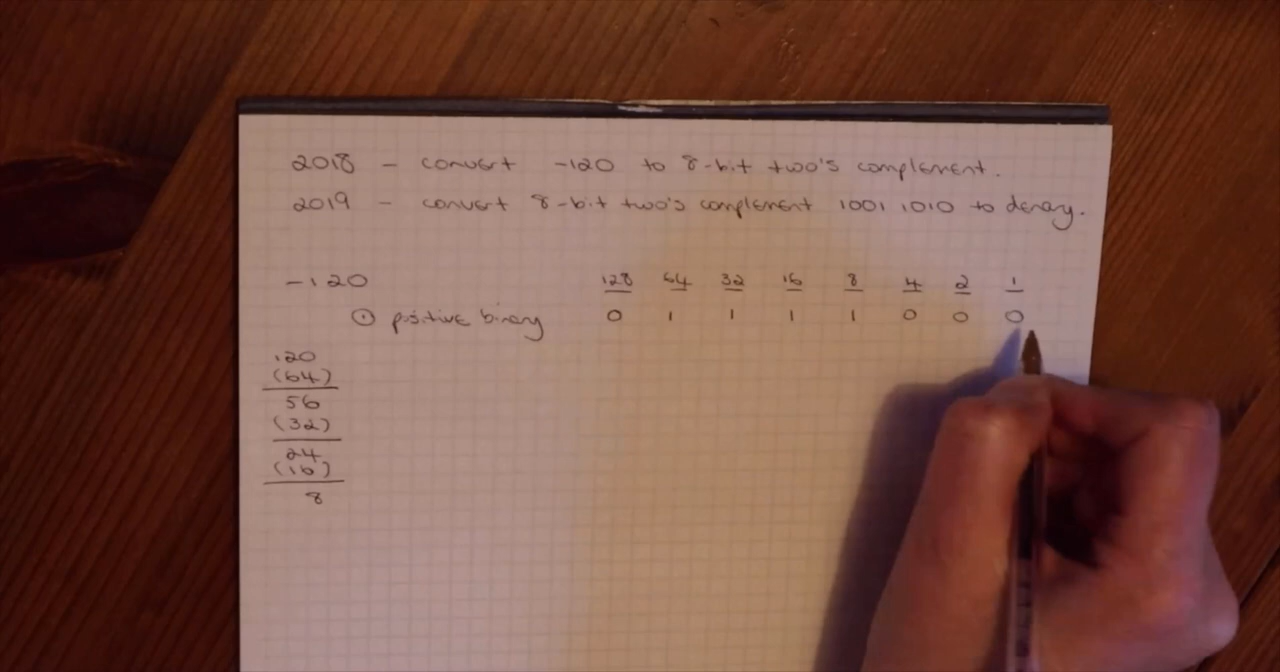 2018 - convert -120 to 8-bit two's complement.
2019 - convert 8-bit two's complement 1001 1010 to denary.
-120 128 64 32 16 8 4 2 1
① positive binary 0 1 1 1 1 0 0 0
120
(64)
56
(32)
24
(16)
8